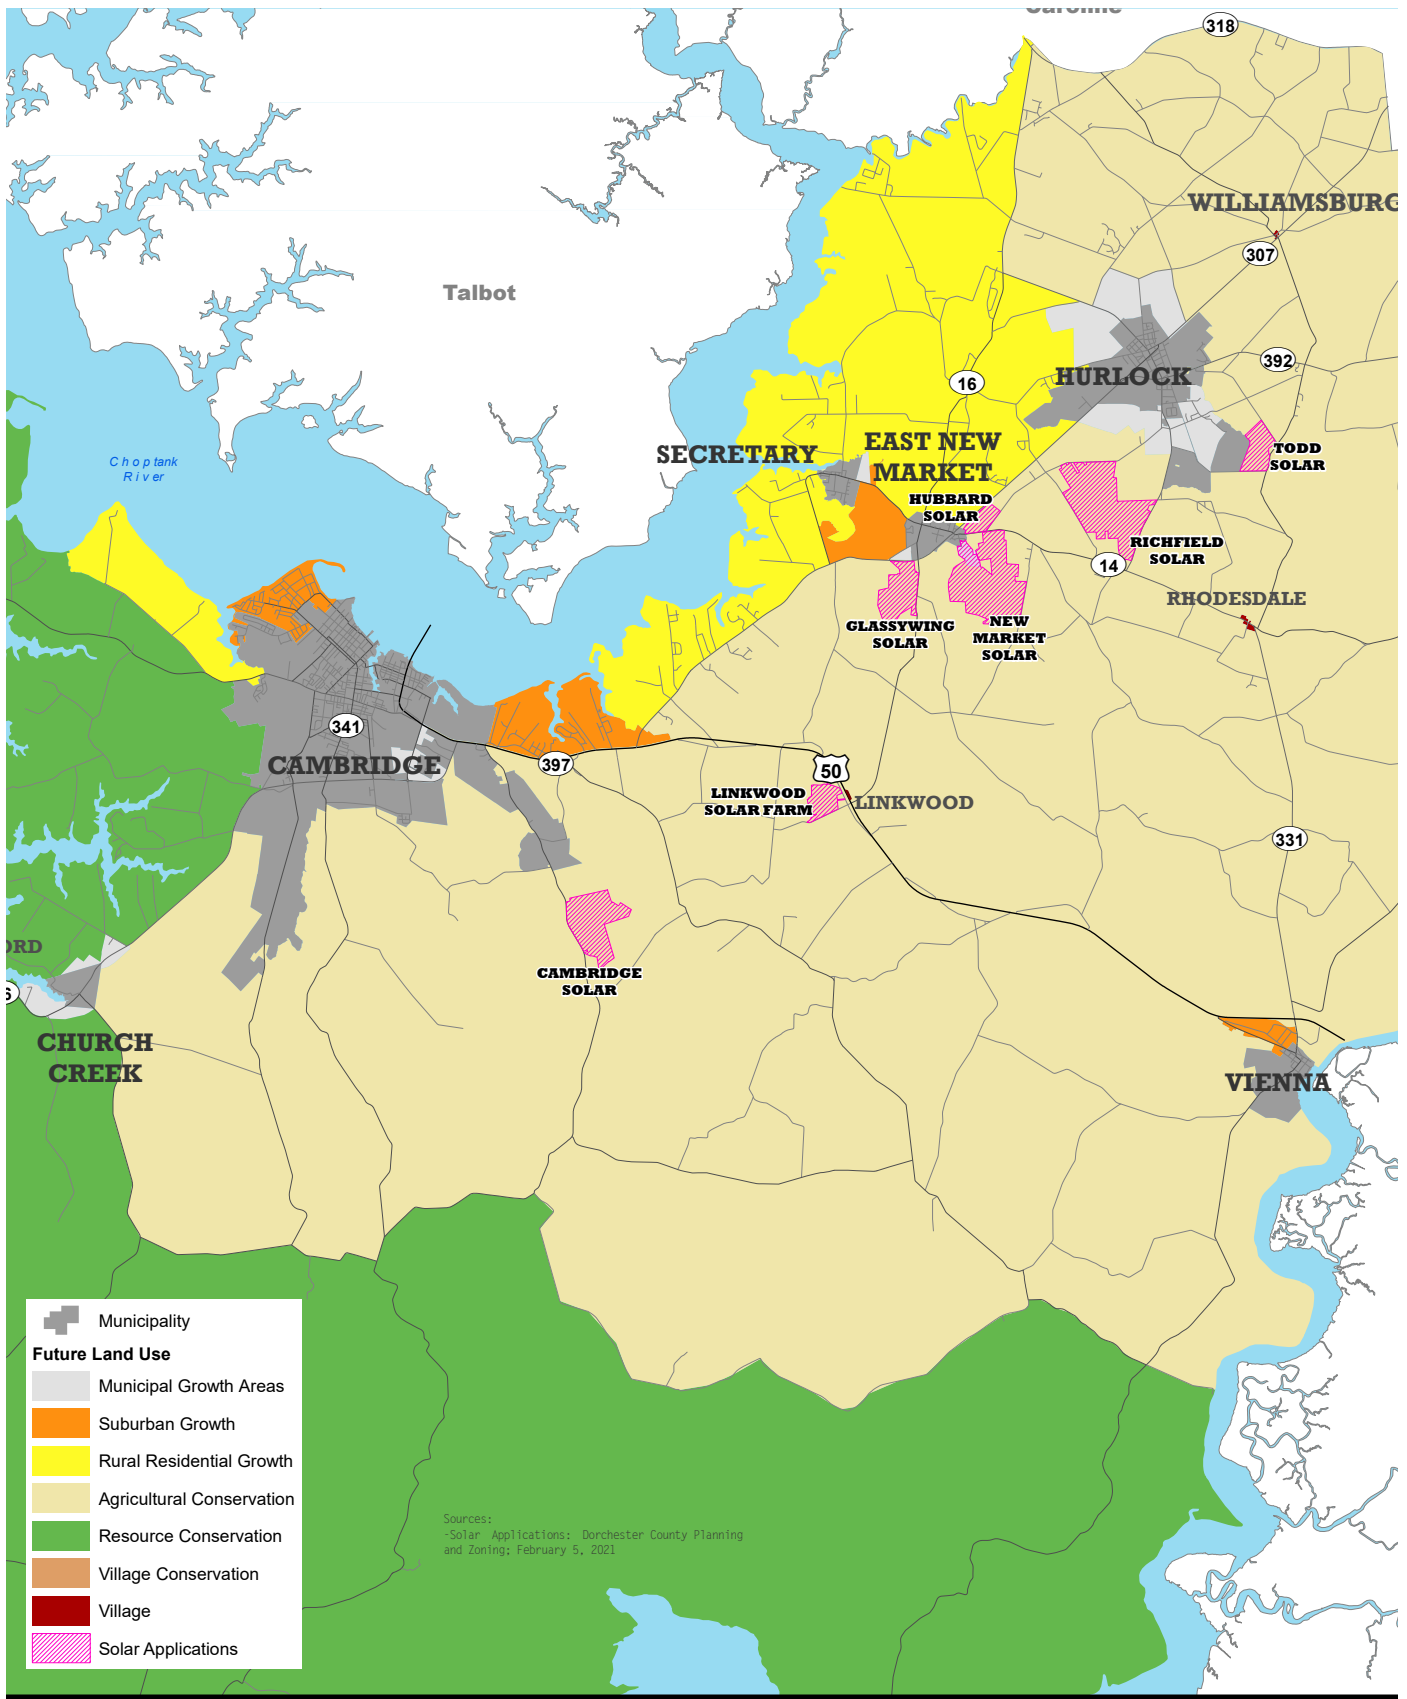 Caroline
318
WILLIAMSBURG
307
Talbot
392
HURLOCK
16
EAST NEW
MARKET
SECRETARY
TODD
SOLAR
Choptank
River
HUBBARD
SOLAR
RICHFIELD
SOLAR
14
RHODESDALE
GLASSYWING
SOLAR
NEW
MARKET
SOLAR
341
CAMBRIDGE
397
50
LINKWOOD
SOLAR FARM
LINKWOOD
331
ORD
CAMBRIDGE
SOLAR
6
CHURCH
CREEK
VIENNA
Municipality
Future Land Use
Municipal Growth Areas
Suburban Growth
Rural Residential Growth
Agricultural Conservation
Resource Conservation
Village Conservation
Village
Solar Applications
Sources:
-Solar Applications: Dorchester County Planning
and Zoning; February 5, 2021